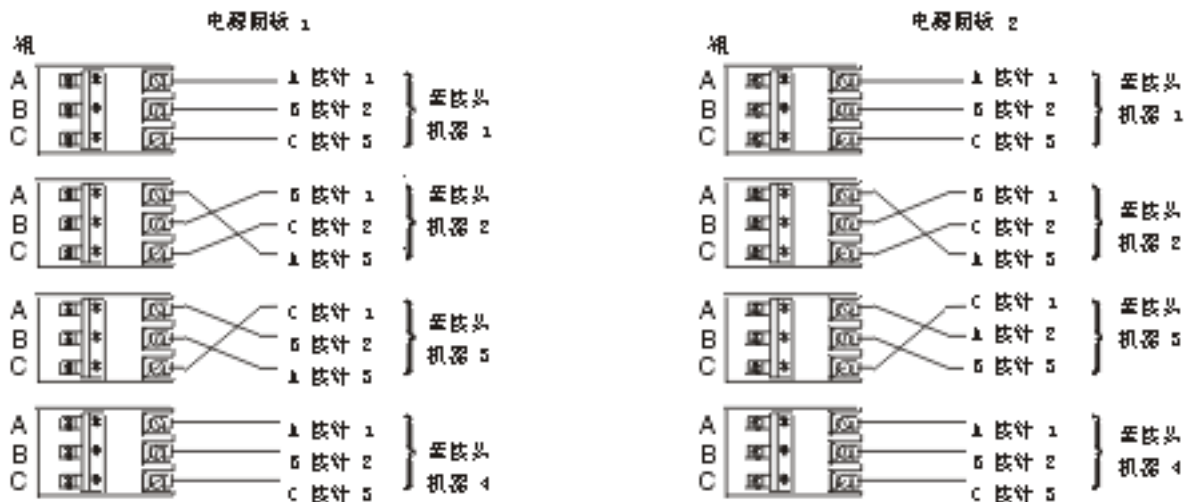 电源面板 1
相
A
B
C
A 接针 1
B 接针 2
C 接针 3
至接头
机器 1
A
B
C
B 接针 1
C 接针 2
A 接针 3
至接头
机器 2
A
B
C
C 接针 1
B 接针 2
A 接针 3
至接头
机器 3
A
B
C
A 接针 1
B 接针 2
C 接针 3
至接头
机器 4
电源面板 2
相
A
B
C
A 接针 1
B 接针 2
C 接针 3
至接头
机器 1
A
B
C
B 接针 1
C 接针 2
A 接针 3
至接头
机器 2
A
B
C
C 接针 1
A 接针 2
B 接针 3
至接头
机器 3
A
B
C
A 接针 1
B 接针 2
C 接针 3
至接头
机器 4